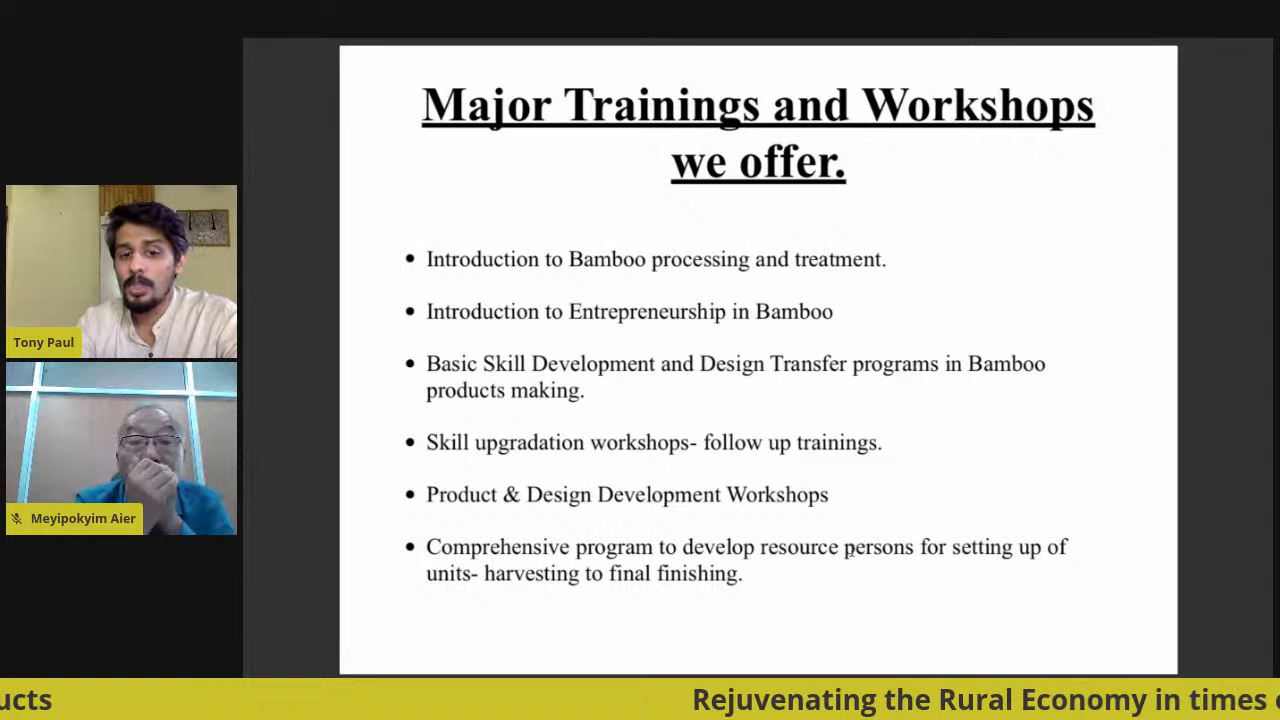 Major Trainings and Workshops
we offer.
• Introduction to Bamboo processing and treatment.
• Introduction to Entrepreneurship in Bamboo
• Basic Skill Development and Design Transfer programs in Bamboo
products making.
• Skill upgradation workshops- follow up trainings.
• Product & Design Development Workshops
• Comprehensive program to develop resource persons for setting up of
units- harvesting to final finishing.
Tony Paul
Meyipokyim Aier
ucts
Rejuvenating the Rural Economy in times